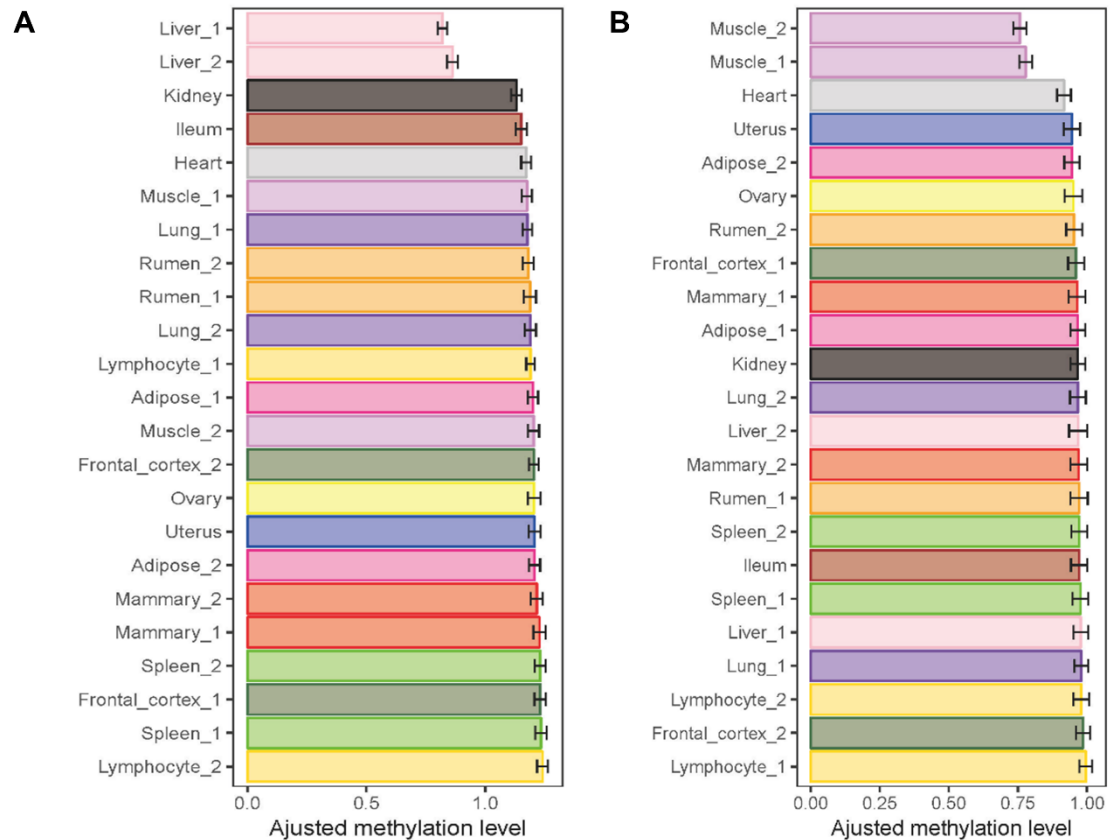 A
Liver_1
Liver_2
Kidney
Ileum
Heart
Muscle_1
Lung_1
Rumen_2
Rumen_1
Lung_2
Lymphocyte_1
Adipose_1
Muscle_2
Frontal_cortex_2
Ovary
Uterus
Adipose_2
Mammary_2
Mammary_1
Spleen_2
Frontal_cortex_1
Spleen_1
Lymphocyte_2
0.0 0.5 1.0
Ajusted methylation level
B
Muscle_2
Muscle_1
Heart
Uterus
Adipose_2
Ovary
Rumen_2
Frontal_cortex_1
Mammary_1
Adipose_1
Kidney
Lung_2
Liver_2
Mammary_2
Rumen_1
Spleen_2
Ileum
Spleen_1
Liver_1
Lung_1
Lymphocyte_2
Frontal_cortex_2
Lymphocyte_1
0.00 0.25 0.50 0.75 1.00
Ajusted methylation level